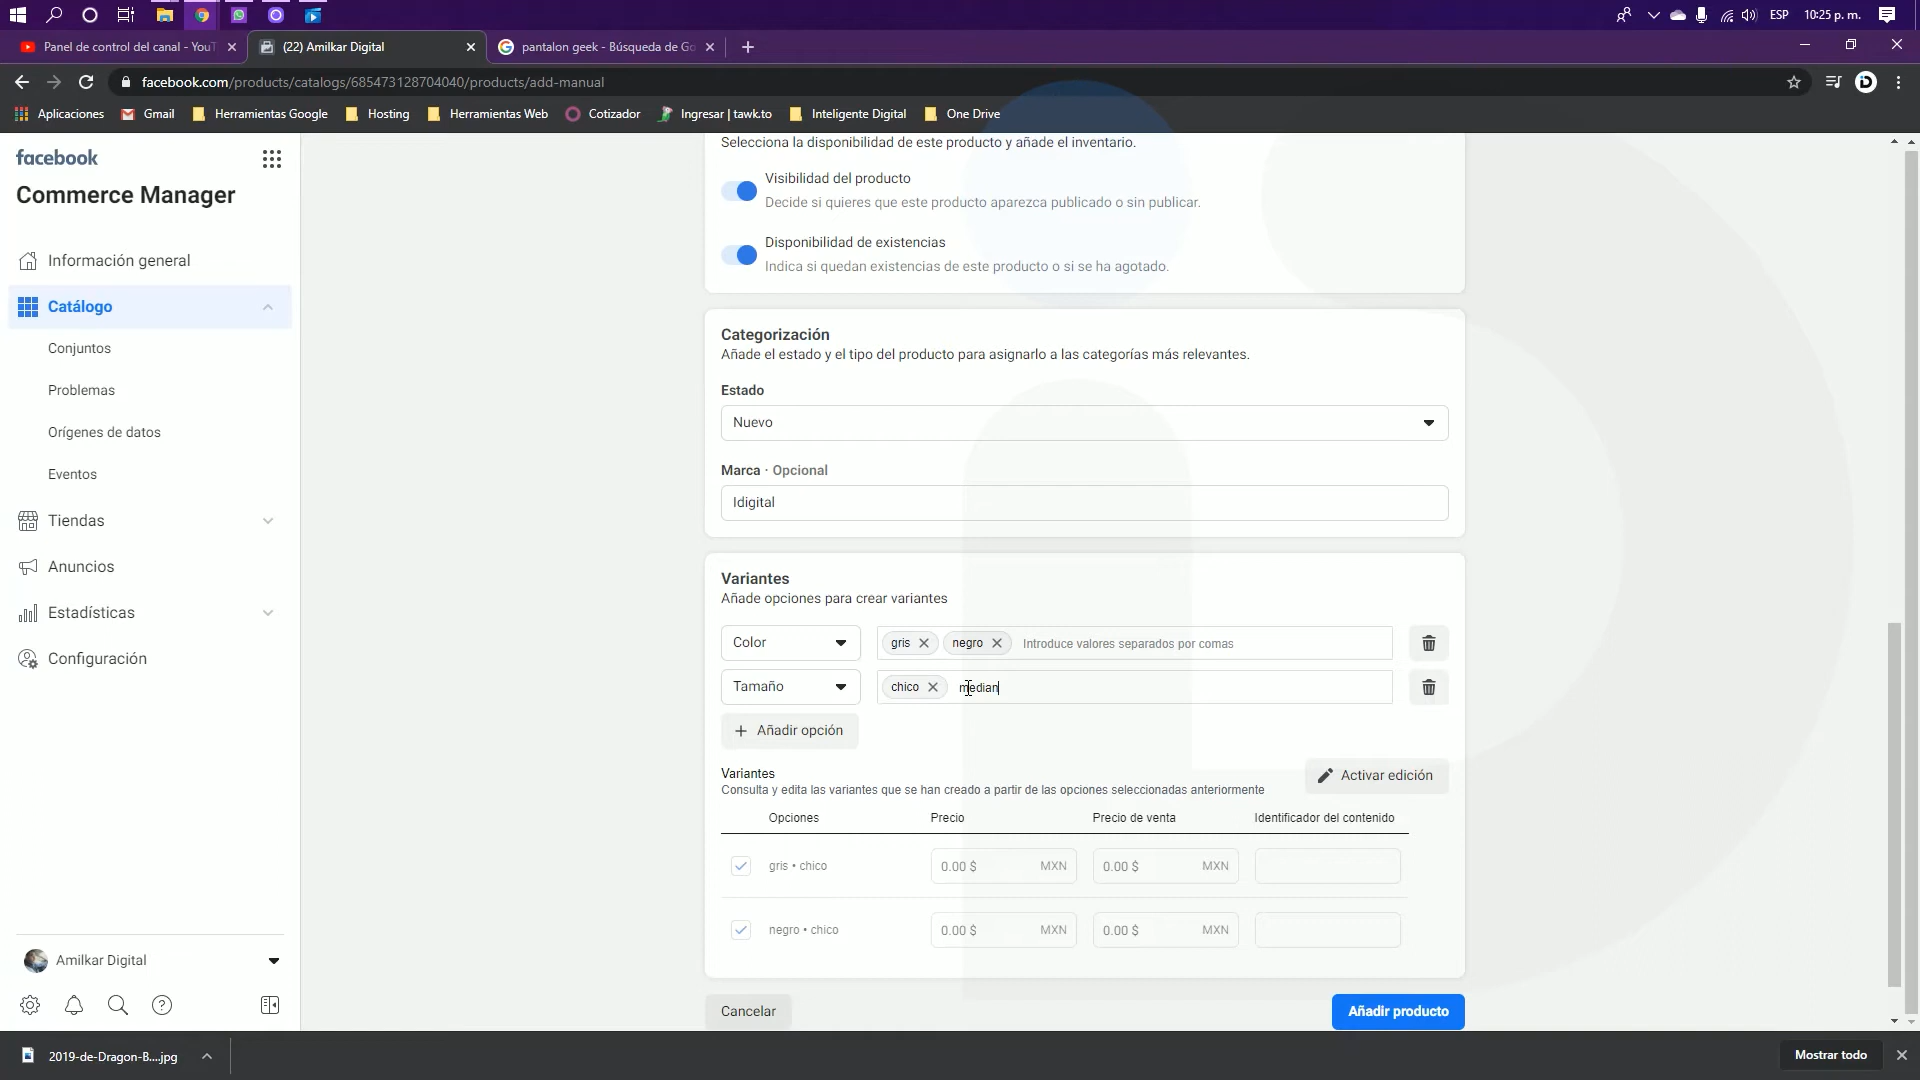 ESP
10:25 p. m.
Panel de control del canal - YouT
(22) Amilkar Digital
pantalon geek - Búsqueda de Go
facebook.com/products/catalogs/685473128704040/products/add-manual
Aplicaciones
Gmail
Herramientas Google
Hosting
Herramientas Web
Cotizador
Ingresar | tawk.to
Inteligente Digital
One Drive
facebook
Commerce Manager
Información general
Catálogo
Conjuntos
Problemas
Orígenes de datos
Eventos
Tiendas
Anuncios
Estadísticas
Configuración
Amilkar Digital
Selecciona la disponibilidad de este producto y añade el inventario.
Visibilidad del producto
Decide si quieres que este producto aparezca publicado o sin publicar.
Disponibilidad de existencias
Indica si quedan existencias de este producto o si se ha agotado.
Categorización
Añade el estado y el tipo del producto para asignarlo a las categorías más relevantes.
Estado
Nuevo
Marca · Opcional
Idigital
Variantes
Añade opciones para crear variantes
Color
gris
negro
Introduce valores separados por comas
Tamaño
chico
median
Añadir opción
Variantes
Activar edición
Consulta y edita las variantes que se han creado a partir de las opciones seleccionadas anteriormente
Opciones
Precio
Precio de venta
Identificador del contenido
gris • chico
0.00 $
MXN
0.00 $
MXN
negro • chico
0.00 $
MXN
0.00 $
MXN
Cancelar
Añadir producto
2019-de-Dragon-B....jpg
Mostrar todo